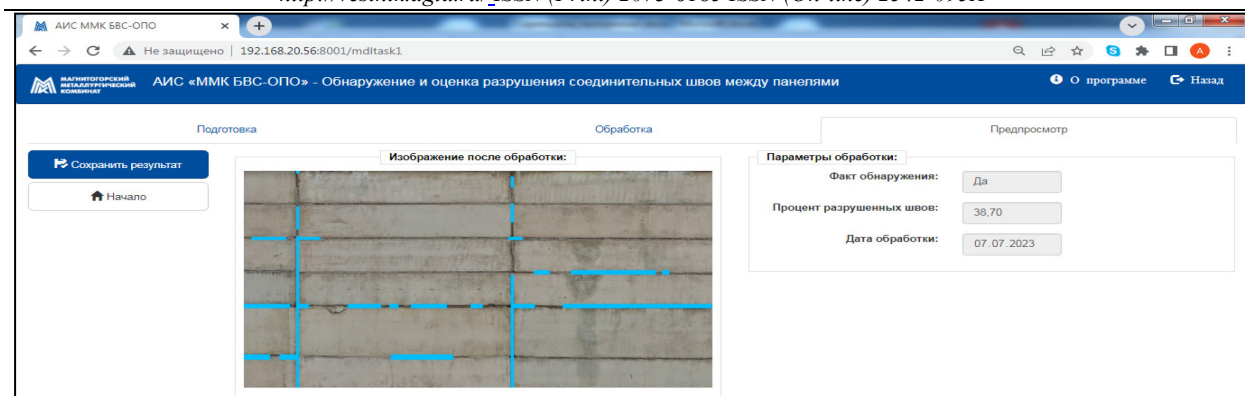 АИС ММК БВС-ОПО
Не защищено | 192.168.20.56:8001/mdltask1
МАГНИТОГОРСКИЙ
МЕТАЛЛУРГИЧЕСКИЙ
КОМБИНАТ
АИС «ММК БВС-ОПО» - Обнаружение и оценка разрушения соединительных швов между панелями
О программе
Назад
Подготовка
Обработка
Предпросмотр
Сохранить результат
Начало
Изображение после обработки:
Параметры обработки:
Факт обнаружения: Да
Процент разрушенных швов: 38,70
Дата обработки: 07.07.2023